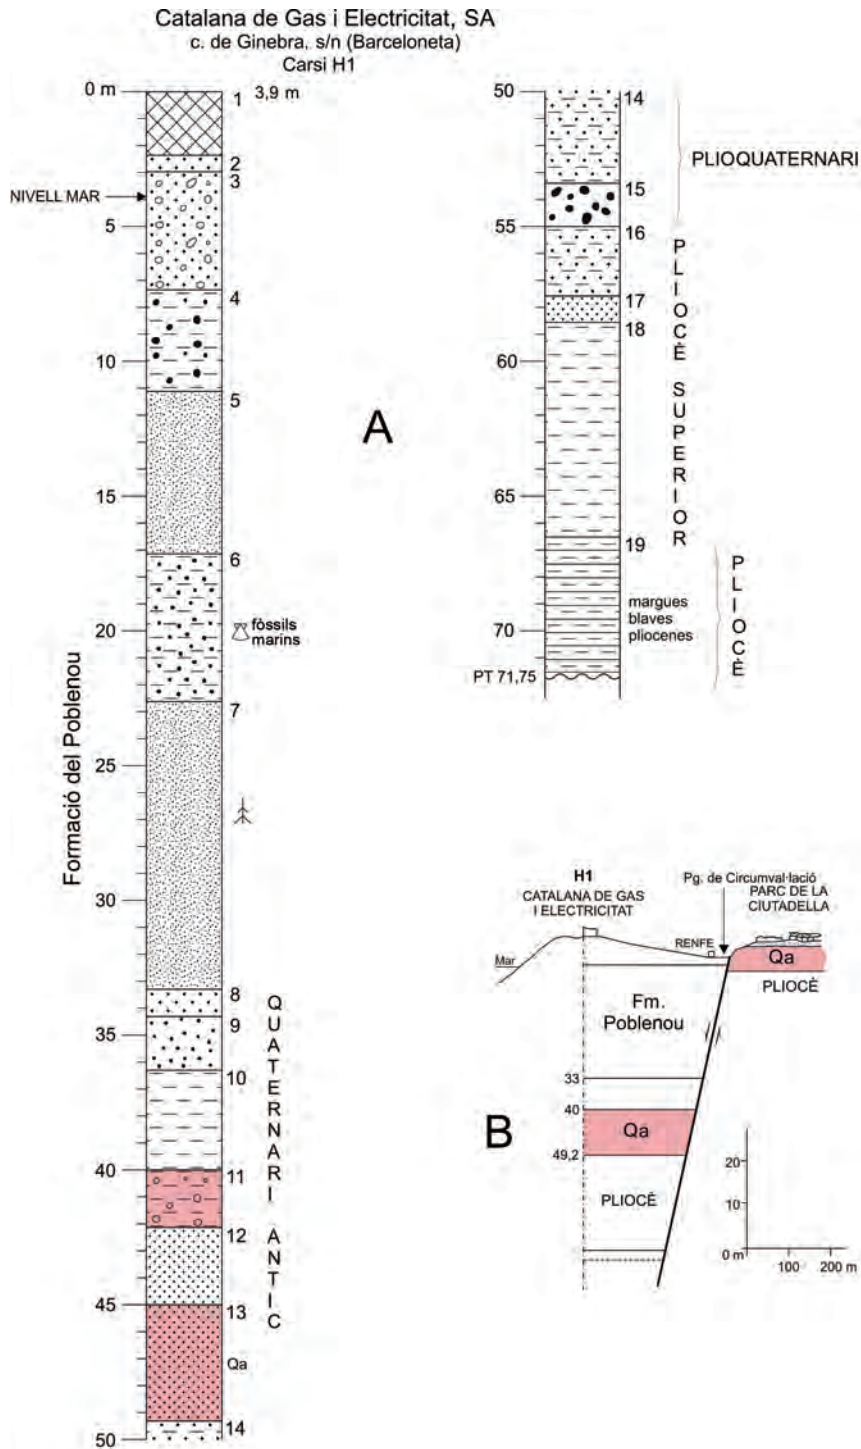 Catalana de Gas i Electricitat, SA
c. de Ginebra, s/n (Barceloneta)
Carsi H1
0 m
1
3,9 m
2
3
NIVELL MAR
5
4
10
5
15
6
20
fòssils
marins
7
25
30
Formació del Poblenou
8
9
35
10
40
11
12
45
13
Qa
14
50
QUATERNARI ANTIC
A
50
14
PLIOQUATERNARI
15
55
16
17
18
60
65
PLIOCÈ SUPERIOR
19
margues
blaves
pliocenes
70
PT 71,75
PLIOCÈ
H1
CATALANA DE GAS
I ELECTRICITAT
Pg. de Circumval·lació
PARC DE LA
CIUTADELLA
RENFE
Mar
Qa
PLIOCÈ
Fm.
Poblenou
33
40
B
Qa
49,2
PLIOCÈ
20
10
0 m
100
200 m